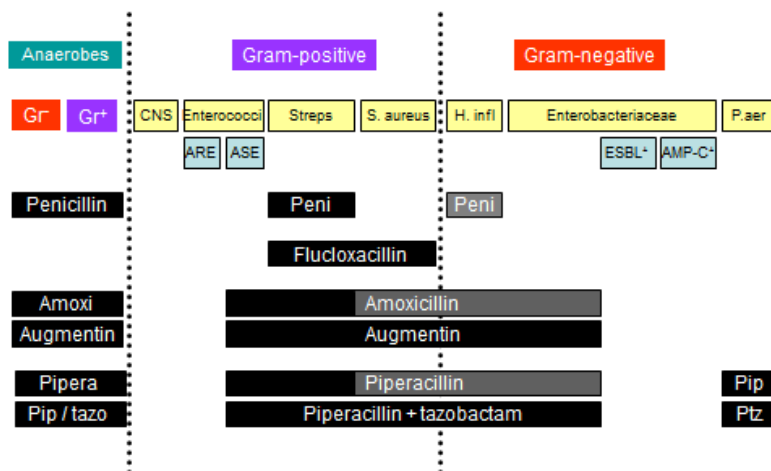 Anaerobes Gram-positive Gram-negative
Gr⁻ Gr⁺ CNS Enterococci Streps S. aureus H. infl Enterobacteriaceae P.aer
ARE ASE ESBL⁺ AMP-C⁺
Penicillin Peni Peni
Flucloxacillin
Amoxi Amoxicillin
Augmentin Augmentin
Pipera Piperacillin Pip
Pip / tazo Piperacillin + tazobactam Ptz